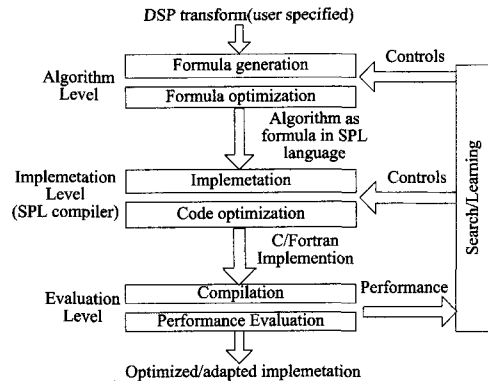 DSP transform(user specified)
Formula generation
Controls
Algorithm
Level
Formula optimization
Algorithm as
formula in SPL
language
Implemetation
Level
(SPL compiler)
Implemetation
Controls
Code optimization
Search/Learning
C/Fortran
Implemention
Evaluation
Level
Compilation
Performance
Performance Evaluation
Optimized/adapted implemetation